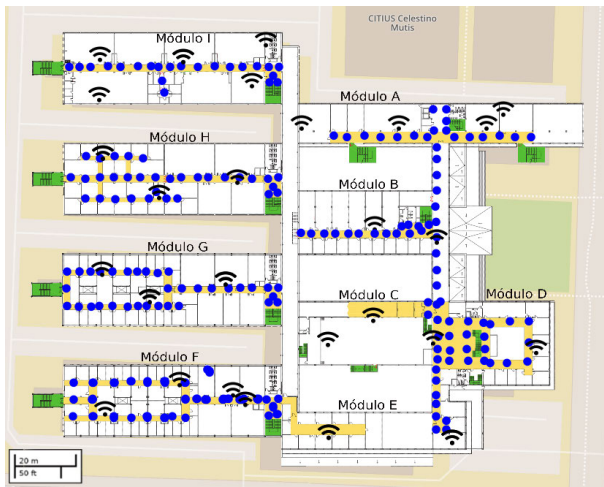 CITIUS Celestino
Mutis
Módulo I
Módulo A
Módulo H
Módulo B
Módulo G
Módulo C
Módulo D
Módulo F
Módulo E
20 m
50 ft